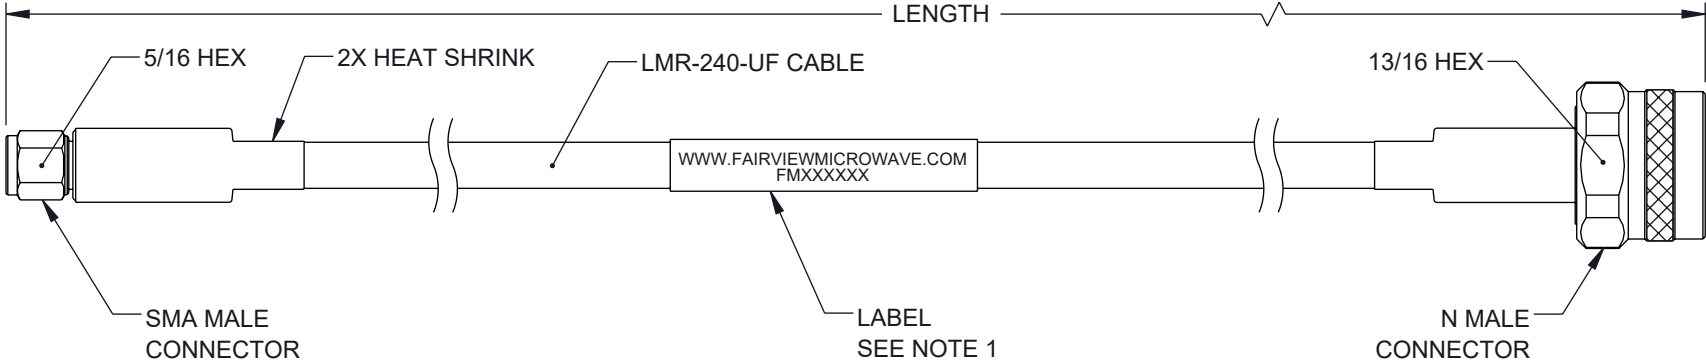 LENGTH
5/16 HEX
2X HEAT SHRINK
LMR-240-UF CABLE
13/16 HEX
WWW.FAIRVIEWMICROWAVE.COM
FMXXXXXX
SMA MALE
CONNECTOR
LABEL
SEE NOTE 1
N MALE
CONNECTOR